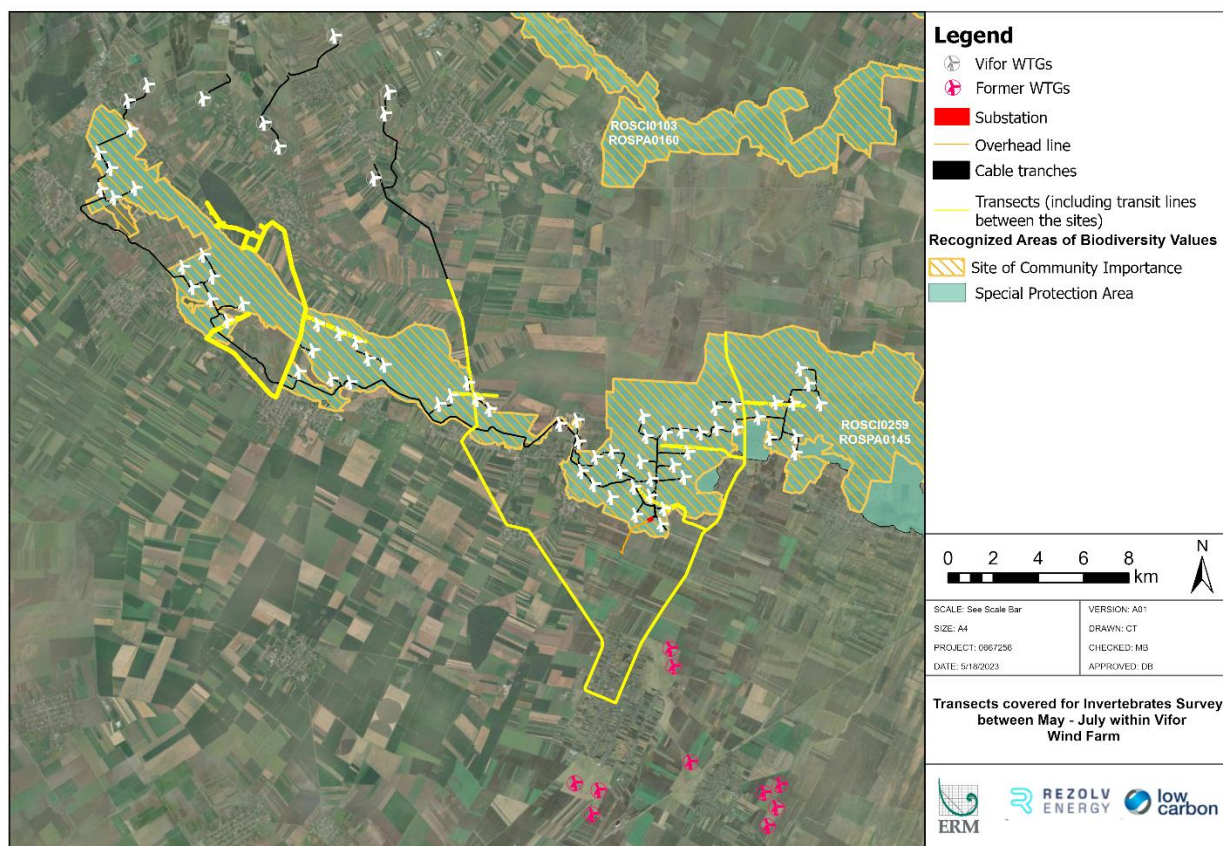 ROSCI0103
ROSPA0160
ROSCI0259
ROSPA0145
Legend
Vifor WTGs
Former WTGs
Substation
Overhead line
Cable tranches
Transects (including transit lines
between the sites)
Recognized Areas of Biodiversity Values
Site of Community Importance
Special Protection Area
0 2 4 6 8
km
N
SCALE: See Scale Bar
VERSION: A01
SIZE: A4
DRAWN: CT
PROJECT: 0667256
CHECKED: MB
DATE: 5/18/2023
APPROVED: DB
Transects covered for Invertebrates Survey
between May - July within Vifor
Wind Farm
ERM
REZOLV
ENERGY
low
carbon